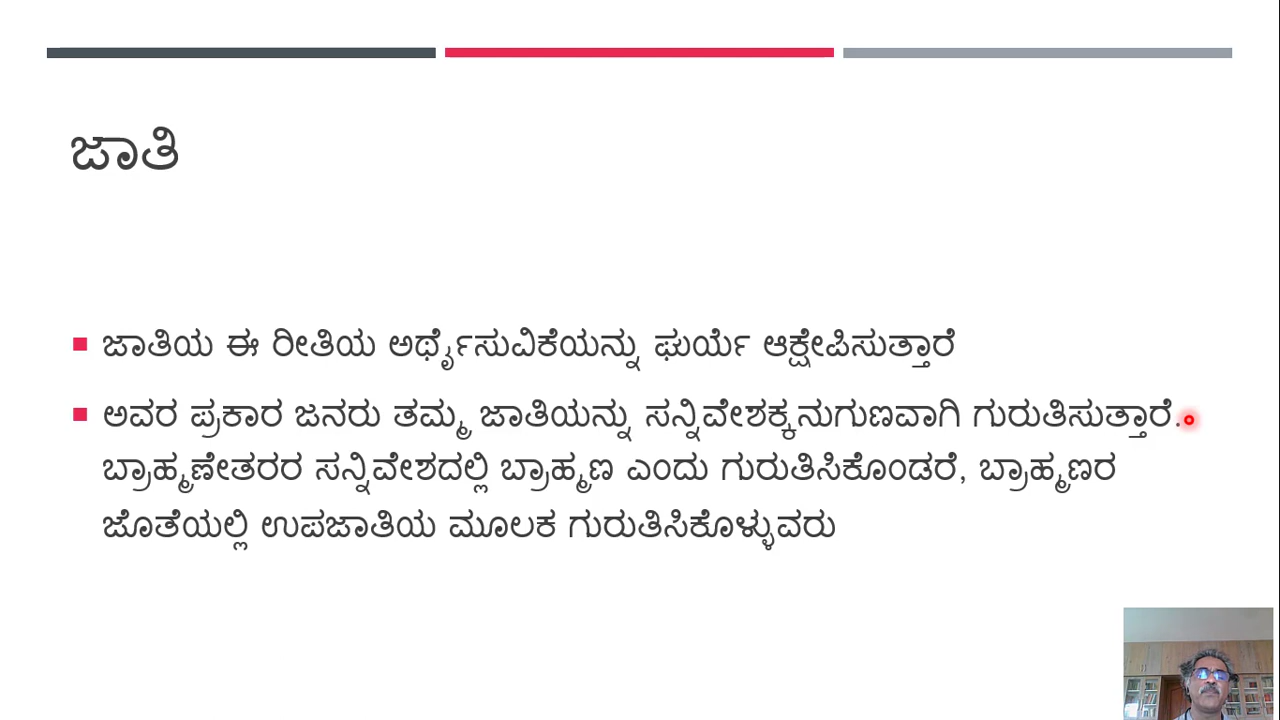 ಜಾತಿ
ಜಾತಿಯ ಈ ರೀತಿಯ ಅರ್ಥೈಸುವಿಕೆಯನ್ನು ಘುರ್ಯೆ ಆಕ್ಷೇಪಿಸುತ್ತಾರೆ
ಅವರ ಪ್ರಕಾರ ಜನರು ತಮ್ಮ ಜಾತಿಯನ್ನು ಸನ್ನಿವೇಶಕ್ಕನುಗುಣವಾಗಿ ಗುರುತಿಸುತ್ತಾರೆ.
ಬ್ರಾಹ್ಮಣೇತರರ ಸನ್ನಿವೇಶದಲ್ಲಿ ಬ್ರಾಹ್ಮಣ ಎಂದು ಗುರುತಿಸಿಕೊಂಡರೆ, ಬ್ರಾಹ್ಮಣರ
ಜೊತೆಯಲ್ಲಿ ಉಪಜಾತಿಯ ಮೂಲಕ ಗುರುತಿಸಿಕೊಳ್ಳುವರು